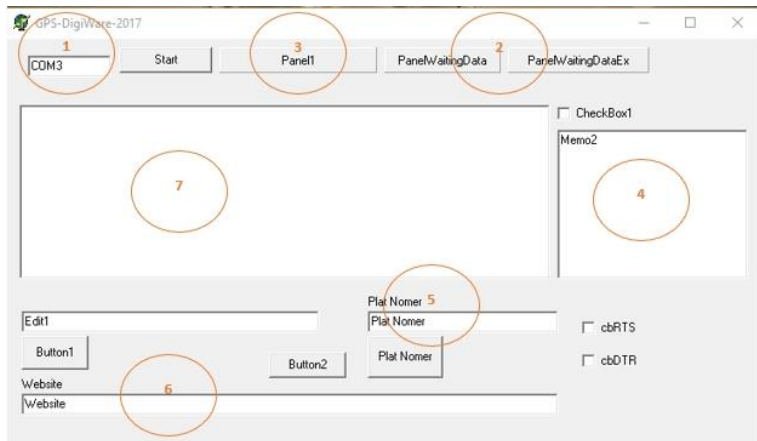 GPS-DigiWare-2017
1
3
2
COM3
Start
Panel1
PanelWaitingData
PanelWaitingDataEx
CheckBox1
Memo2
7
4
Plat Nomer
5
Edit1
Plat Nomer
cbRTS
Button1
Button2
Plat Nomer
cbDTR
Website
6
Website